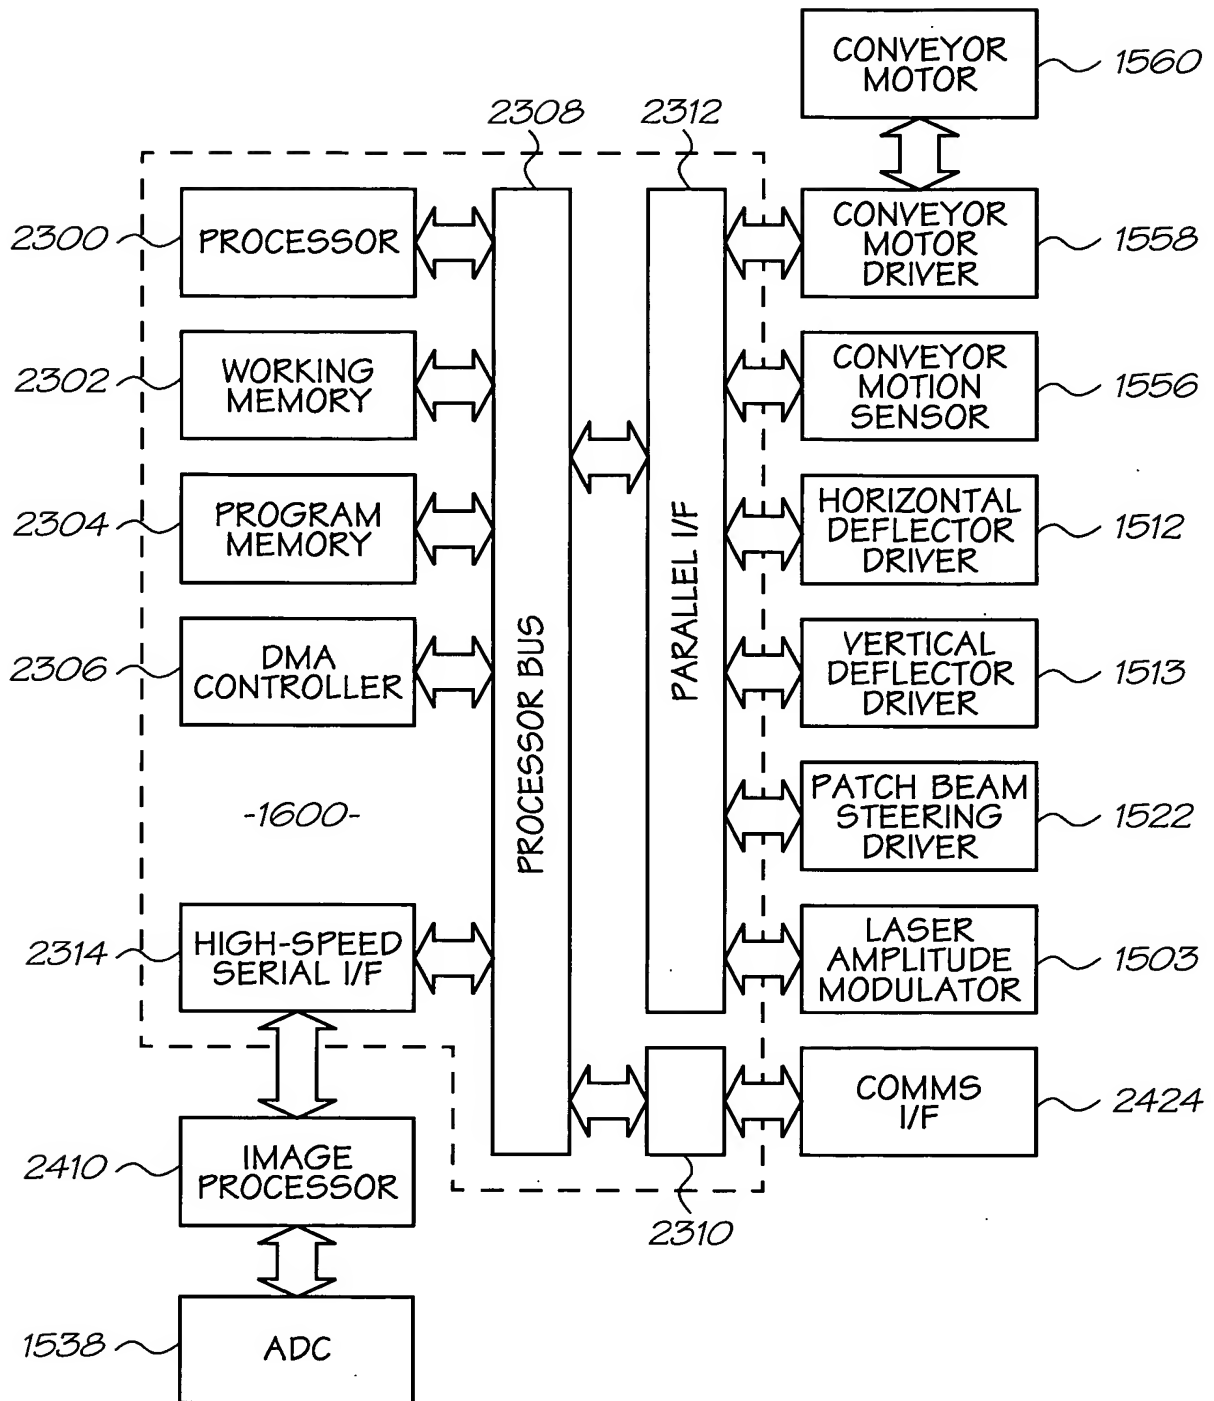 CONVEYOR
MOTOR
1560
2308
2312
2300
PROCESSOR
CONVEYOR
MOTOR
DRIVER
1558
2302
WORKING
MEMORY
CONVEYOR
MOTION
SENSOR
1556
2304
PROGRAM
MEMORY
HORIZONTAL
DEFLECTOR
DRIVER
1512
2306
DMA
CONTROLLER
PROCESSOR BUS
PARALLEL I/F
VERTICAL
DEFLECTOR
DRIVER
1513
-1600-
PATCH BEAM
STEERING
DRIVER
1522
2314
HIGH-SPEED
SERIAL I/F
LASER
AMPLITUDE
MODULATOR
1503
COMMS
I/F
2424
2410
IMAGE
PROCESSOR
2310
1538
ADC